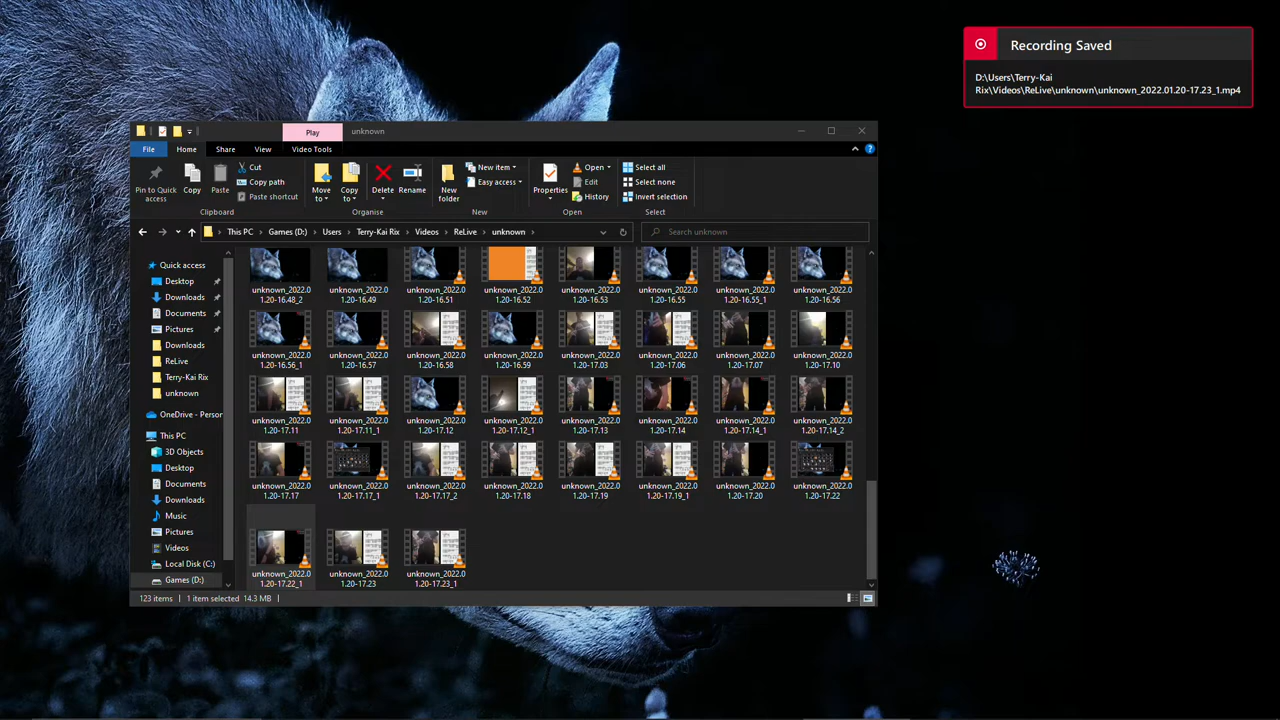 Recording Saved
D:\Users\Terry-Kai
Rix\Videos\ReLive\unknown\unknown_2022.01.20-17.23_1.mp4
Play
unknown
File
Home
Share
View
Video Tools
Pin to Quick
access
Copy
Paste
Cut
Copy path
Paste shortcut
Clipboard
Move
to
Copy
to
Delete
Rename
Organise
New
folder
New item
Easy access
New
Properties
Open
Edit
History
Open
Select all
Select none
Invert selection
Select
This PC
Games (D:)
Users
Terry-Kai Rix
Videos
ReLive
unknown
Search unknown
Quick access
Desktop
Downloads
Documents
Pictures
Downloads
ReLive
Terry-Kai Rix
unknown
OneDrive - Person
This PC
3D Objects
Desktop
Documents
Downloads
Music
Pictures
Videos
Local Disk (C:)
Games (D:)
unknown_2022.0
1.20-16.48_2
unknown_2022.0
1.20-16.49
unknown_2022.0
1.20-16.51
unknown_2022.0
1.20-16.52
unknown_2022.0
1.20-16.53
unknown_2022.0
1.20-16.55
unknown_2022.0
1.20-16.55_1
unknown_2022.0
1.20-16.56
unknown_2022.0
1.20-16.56_1
unknown_2022.0
1.20-16.57
unknown_2022.0
1.20-16.58
unknown_2022.0
1.20-16.59
unknown_2022.0
1.20-17.03
unknown_2022.0
1.20-17.06
unknown_2022.0
1.20-17.07
unknown_2022.0
1.20-17.10
unknown_2022.0
1.20-17.11
unknown_2022.0
1.20-17.11_1
unknown_2022.0
1.20-17.12
unknown_2022.0
1.20-17.12_1
unknown_2022.0
1.20-17.13
unknown_2022.0
1.20-17.14
unknown_2022.0
1.20-17.14_1
unknown_2022.0
1.20-17.14_2
unknown_2022.0
1.20-17.17
unknown_2022.0
1.20-17.17_1
unknown_2022.0
1.20-17.17_2
unknown_2022.0
1.20-17.18
unknown_2022.0
1.20-17.19
unknown_2022.0
1.20-17.19_1
unknown_2022.0
1.20-17.20
unknown_2022.0
1.20-17.22
unknown_2022.0
1.20-17.22_1
unknown_2022.0
1.20-17.23
unknown_2022.0
1.20-17.23_1
123 items
1 item selected 14.3 MB